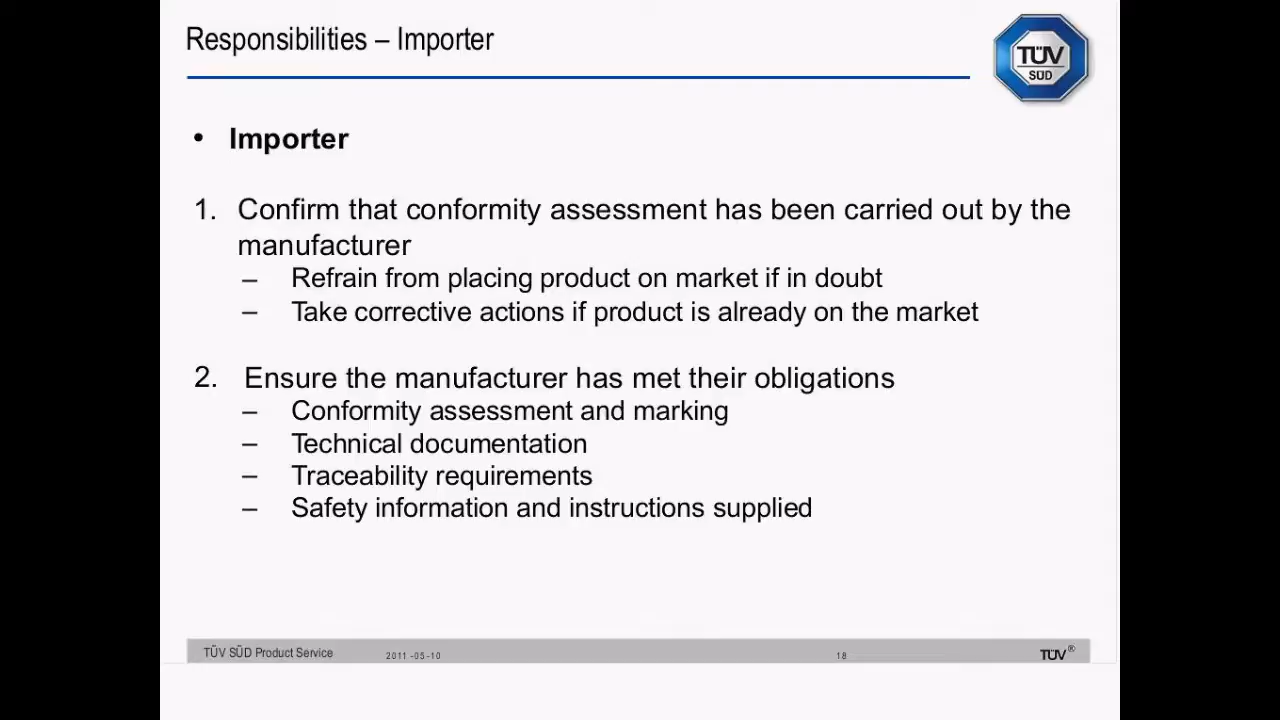 Responsibilities – Importer
TÜV
SÜD
• Importer
1. Confirm that conformity assessment has been carried out by the
manufacturer
– Refrain from placing product on market if in doubt
– Take corrective actions if product is already on the market
2. Ensure the manufacturer has met their obligations
– Conformity assessment and marking
– Technical documentation
– Traceability requirements
– Safety information and instructions supplied
TÜV SÜD Product Service 2011-05-10 18 TÜV®